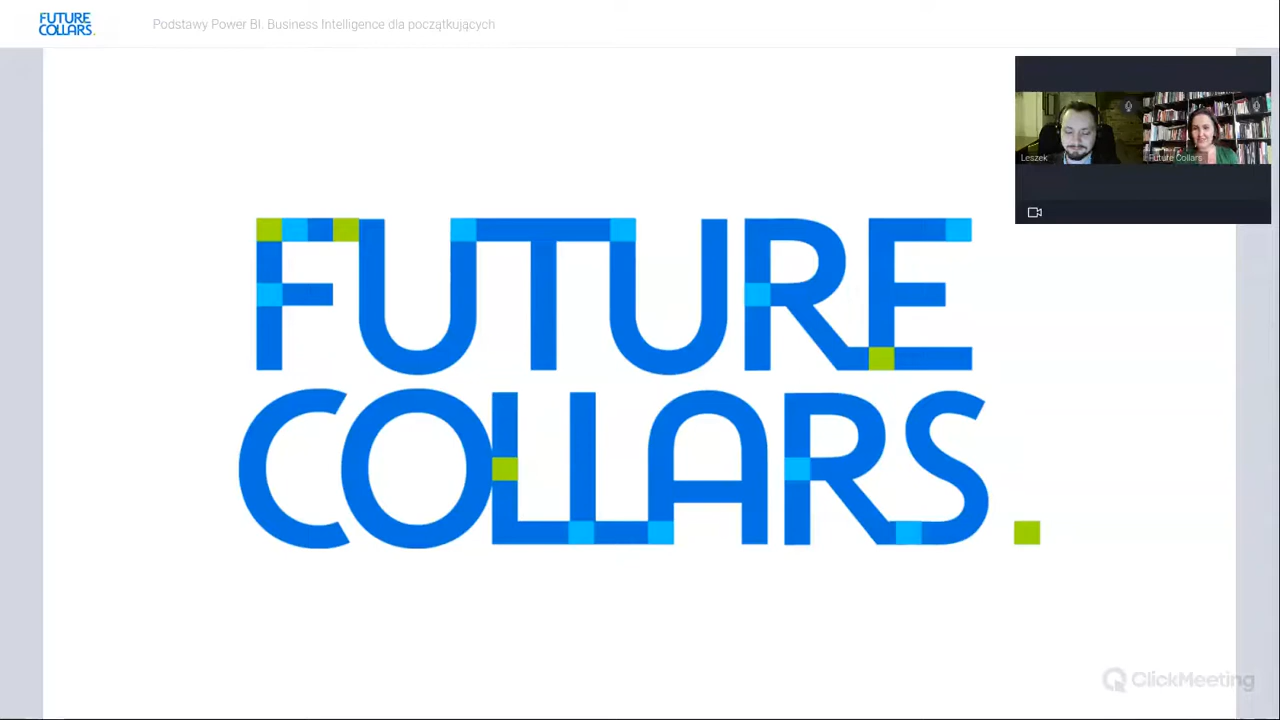 FUTURE
COLLARS.
Podstawy Power BI. Business Intelligence dla początkujących
Leszek
Future Collars
FUTURE
COLLARS.
ClickMeeting